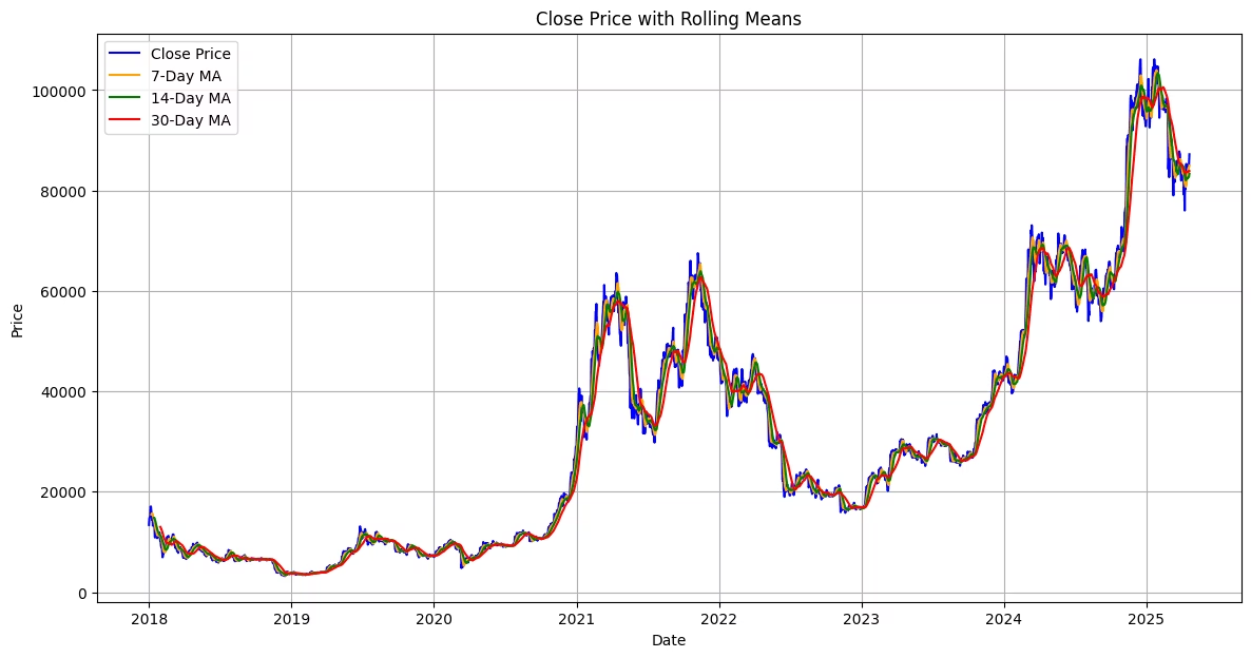 Close Price with Rolling Means
Close Price
7-Day MA
14-Day MA
30-Day MA
100000
80000
60000
40000
20000
0
Price
2018 2019 2020 2021 2022 2023 2024 2025
Date